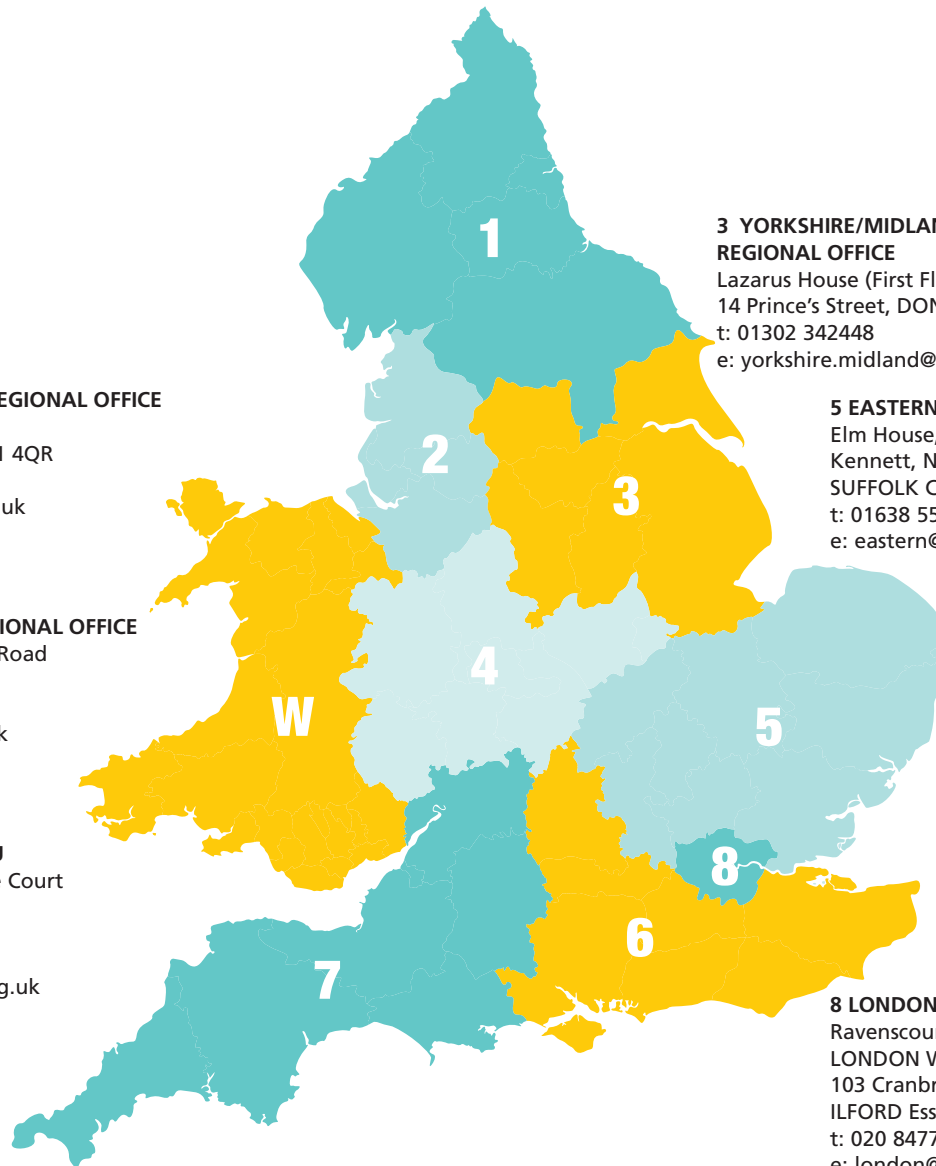 1
3 YORKSHIRE/MIDLAN
REGIONAL OFFICE
Lazarus House (First Fl
14 Prince's Street, DON
t: 01302 342448
e: yorkshire.midland@
EGIONAL OFFICE
4QR
uk
2
3
5 EASTERN
Elm House,
Kennett, N
SUFFOLK C
t: 01638 55
e: eastern@
IONAL OFFICE
Road
k
4
W
5
Court
g.uk
8
6
7
8 LONDON
Ravenscour
LONDON W
103 Cranbr
ILFORD Ess
t: 020 8477
e: london@